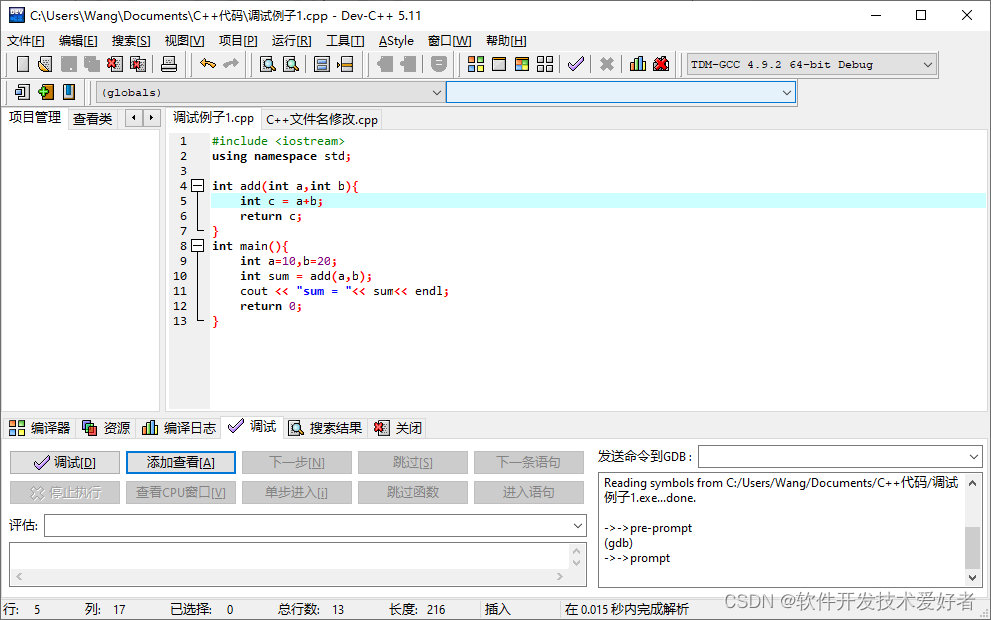 C:\Users\Wang\Documents\C++代码\调试例子1.cpp - Dev-C++ 5.11
文件[F] 编辑[E] 搜索[S] 视图[V] 项目[P] 运行[R] 工具[T] AStyle 窗口[W] 帮助[H]
TDM-GCC 4.9.2 64-bit Debug
(globals)
项目管理 查看类 调试例子1.cpp C++文件名修改.cpp
1 #include <iostream>
2 using namespace std;
3
4 int add(int a,int b){
5 int c = a+b;
6 return c;
7 }
8 int main(){
9 int a=10,b=20;
10 int sum = add(a,b);
11 cout << "sum = "<< sum<< endl;
12 return 0;
13 }
编译器 资源 编译日志 调试 搜索结果 关闭
调试[D] 添加查看[A] 下一步[N] 跳过[S] 下一条语句
停止执行 查看CPU窗口[V] 单步进入[i] 跳过函数 进入语句
评估:
发送命令到GDB:
Reading symbols from C:/Users/Wang/Documents/C++代码/调试
例子1.exe...done.
->->pre-prompt
(gdb)
->->prompt
行: 5 列: 17 已选择: 0 总行数: 13 长度: 216 插入 在 0.015 秒内完成解析
CSDN @软件开发技术爱好者